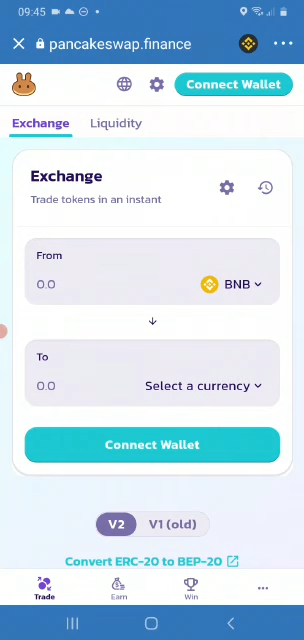 09:45
pancakeswap.finance
Connect Wallet
Exchange
Liquidity
Exchange
Trade tokens in an instant
From
0.0
BNB
To
0.0
Select a currency
Connect Wallet
V2
V1 (old)
Convert ERC-20 to BEP-20
Trade
Earn
Win